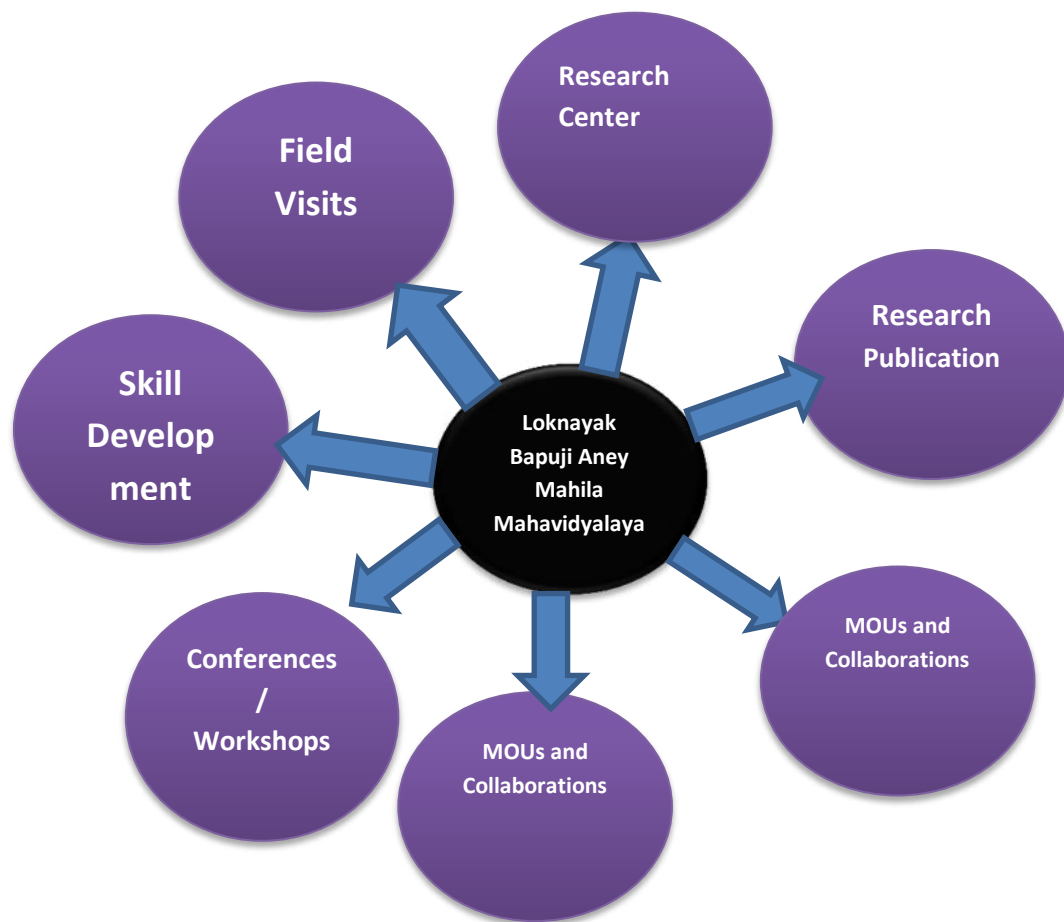 Research
Center
Field
Visits
Research
Publication
Skill
Develop
ment
Loknayak
Bapuji Aney
Mahila
Mahavidyalaya
MOUs and
Collaborations
Conferences
/
Workshops
MOUs and
Collaborations